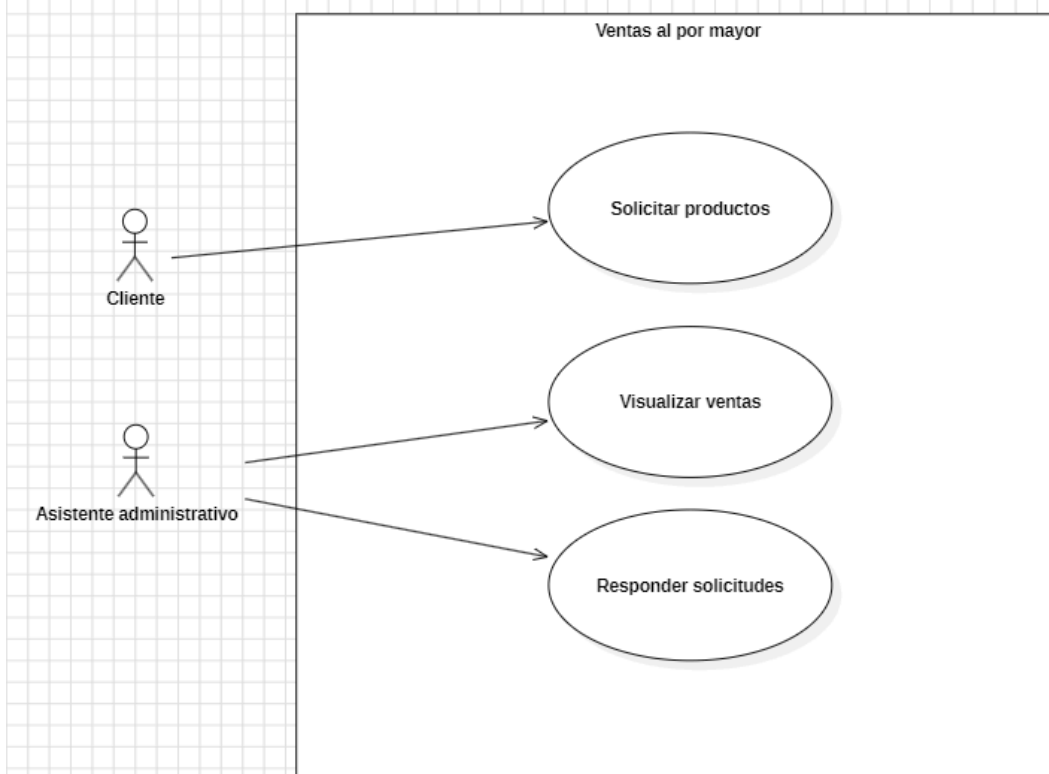 Ventas al por mayor
Solicitar productos
Cliente
Visualizar ventas
Asistente administrativo
Responder solicitudes